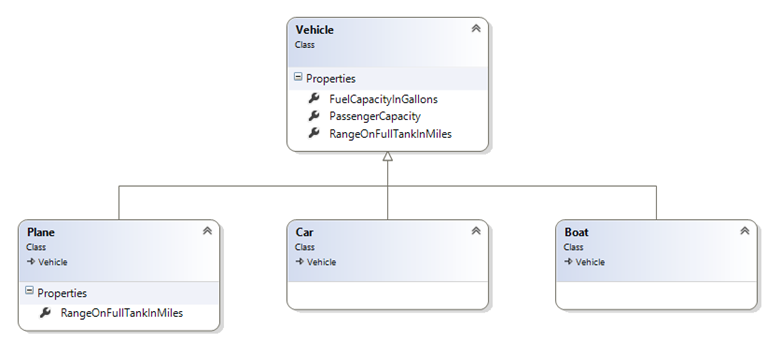 Vehicle
Class
Properties
FuelCapacityInGallons
PassengerCapacity
RangeOnFullTankInMiles
Plane
Class
Vehicle
Properties
RangeOnFullTankInMiles
Car
Class
Vehicle
Boat
Class
Vehicle